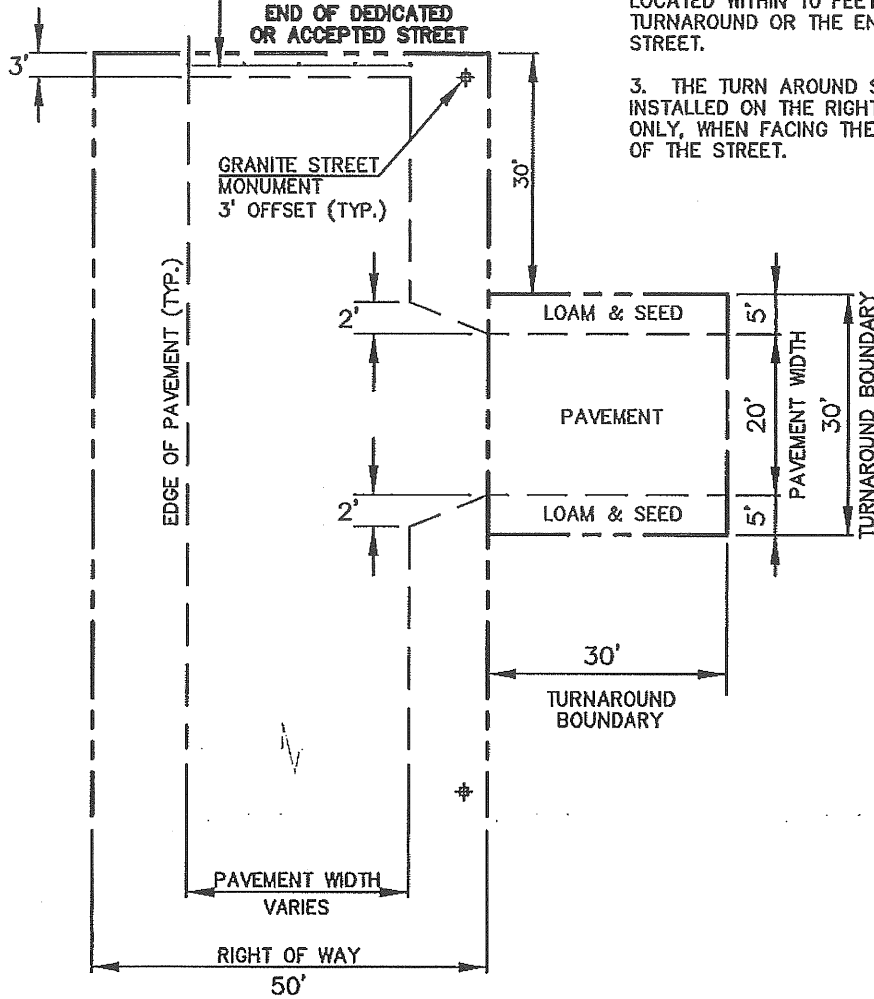 END OF DEDICATED
OR ACCEPTED STREET
LOCATED WITHIN 10 FEET
TURNAROUND OR THE EN
STREET.
3. THE TURN AROUND S
INSTALLED ON THE RIGHT
ONLY, WHEN FACING THE
OF THE STREET.
3'
GRANITE STREET
MONUMENT
3' OFFSET (TYP.)
30'
EDGE OF PAVEMENT (TYP.)
2'
LOAM & SEED
5'
PAVEMENT
20'
PAVEMENT WIDTH
30'
TURNAROUND BOUNDARY
2'
LOAM & SEED
5'
30'
TURNAROUND
BOUNDARY
PAVEMENT WIDTH
VARIES
RIGHT OF WAY
50'